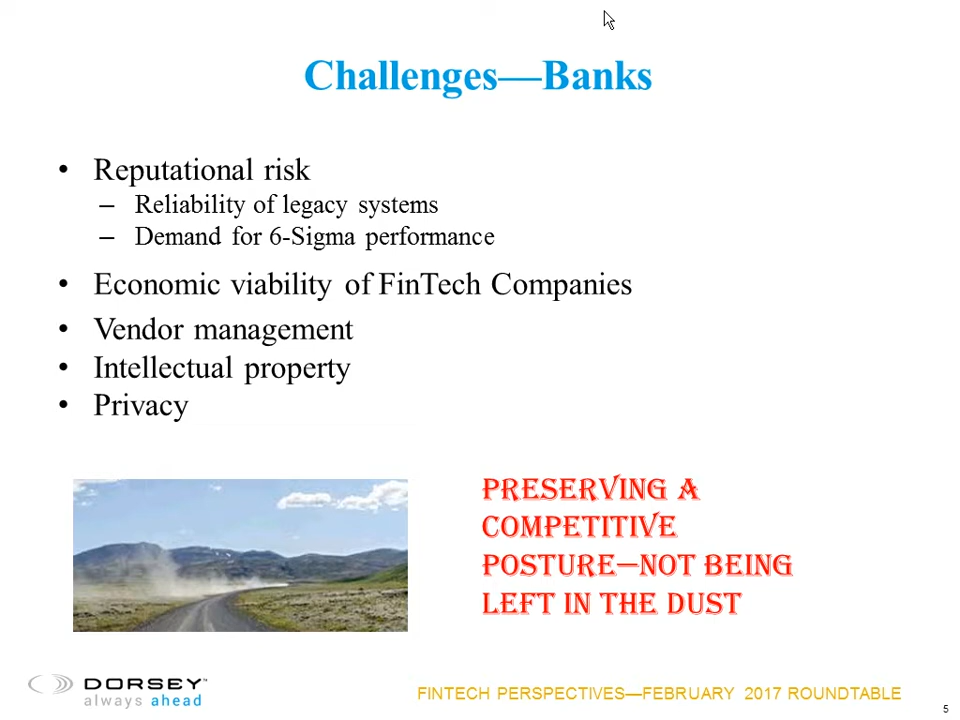 Challenges—Banks
• Reputational risk
– Reliability of legacy systems
– Demand for 6-Sigma performance
• Economic viability of FinTech Companies
• Vendor management
• Intellectual property
• Privacy
PRESERVING A
COMPETITIVE
POSTURE—NOT BEING
LEFT IN THE DUST
DORSEY™
always ahead
FINTECH PERSPECTIVES—FEBRUARY 2017 ROUNDTABLE
5